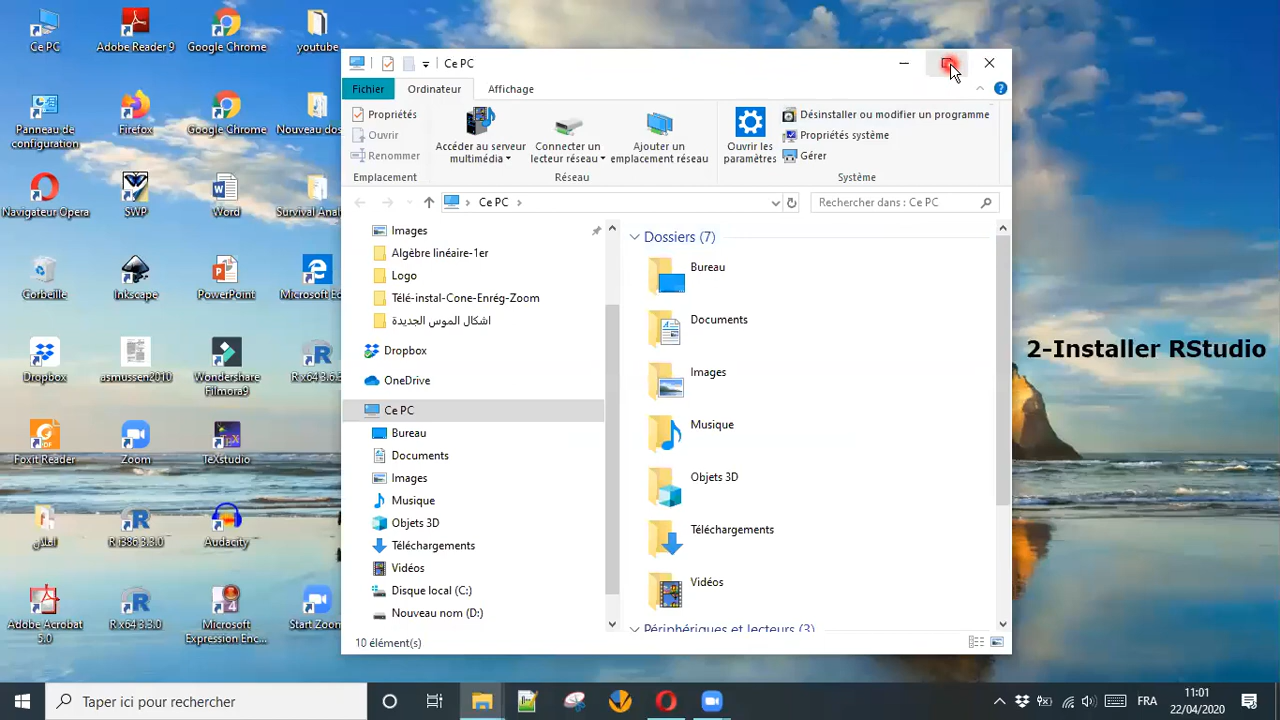 Ce PC
Adobe Reader 9
Google Chrome
youtube
Panneau de
configuration
Firefox
Google Chrome
Nouveau dos
Navigateur Opera
SWP
Word
Survival Anal
Corbeille
Inkscape
PowerPoint
Microsoft Ed
Dropbox
asmussen2010
Wondershare
Filmora9
R x64 3.6.3
Foxit Reader
Zoom
TeXstudio
R i386 3.3.0
Audacity
Adobe Acrobat
5.0
R x64 3.3.0
Microsoft
Expression Enc...
Start Zoom
Ce PC
Fichier
Ordinateur
Affichage
Propriétés
Ouvrir
Renommer
Emplacement
Accéder au serveur
multimédia
Connecter un
lecteur réseau
Ajouter un
emplacement réseau
Réseau
Ouvrir les
paramètres
Désinstaller ou modifier un programme
Propriétés système
Gérer
Système
Ce PC
Rechercher dans : Ce PC
Images
Algèbre linéaire-1er
Logo
Télé-instal-Cone-Enrég-Zoom
اشكال الموس الجديدة
Dropbox
OneDrive
Ce PC
Bureau
Documents
Images
Musique
Objets 3D
Téléchargements
Vidéos
Disque local (C:)
Nouveau nom (D:)
Dossiers (7)
Bureau
Documents
Images
Musique
Objets 3D
Téléchargements
Vidéos
Périphériques et lecteurs (3)
10 élément(s)
2-Installer RStudio
Taper ici pour rechercher
FRA
11:01
22/04/2020